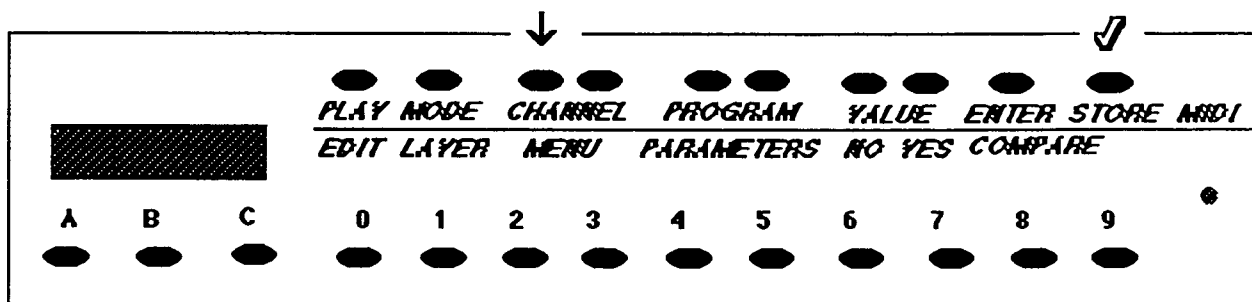 PLAY MODE CHANNEL PROGRAM VALUE ENTER STORE MIDI
EDIT LAYER MENU PARAMETERS NO YES COMPARE
A B C 0 1 2 3 4 5 6 7 8 9